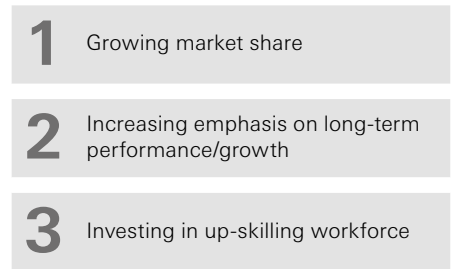 1 Growing market share
2 Increasing emphasis on long-term
performance/growth
3 Investing in up-skilling workforce